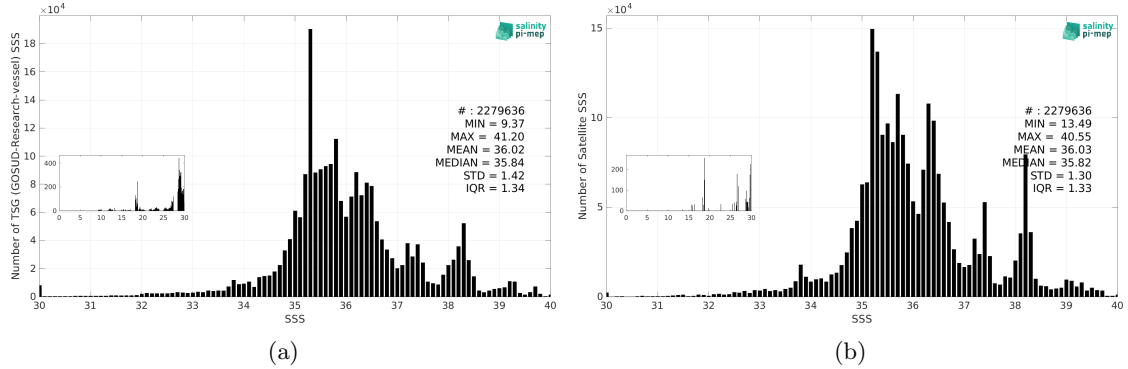 ×10⁴
salinity
pi-mep
Number of TSG (GOSUD-Research-vessel) SSS
18
16
14
12
10
8
6
4
2
0
# : 2279636
MIN = 9.37
MAX = 41.20
MEAN = 36.02
MEDIAN = 35.84
STD = 1.42
IQR = 1.34
400
200
0
0 5 10 15 20 25 30
30 31 32 33 34 35 36 37 38 39 40
SSS
(a)
×10⁴
salinity
pi-mep
Number of Satellite SSS
15
10
5
0
# : 2279636
MIN = 13.49
MAX = 40.55
MEAN = 36.03
MEDIAN = 35.82
STD = 1.30
IQR = 1.33
200
100
0
0 5 10 15 20 25 30
30 31 32 33 34 35 36 37 38 39 40
SSS
(b)